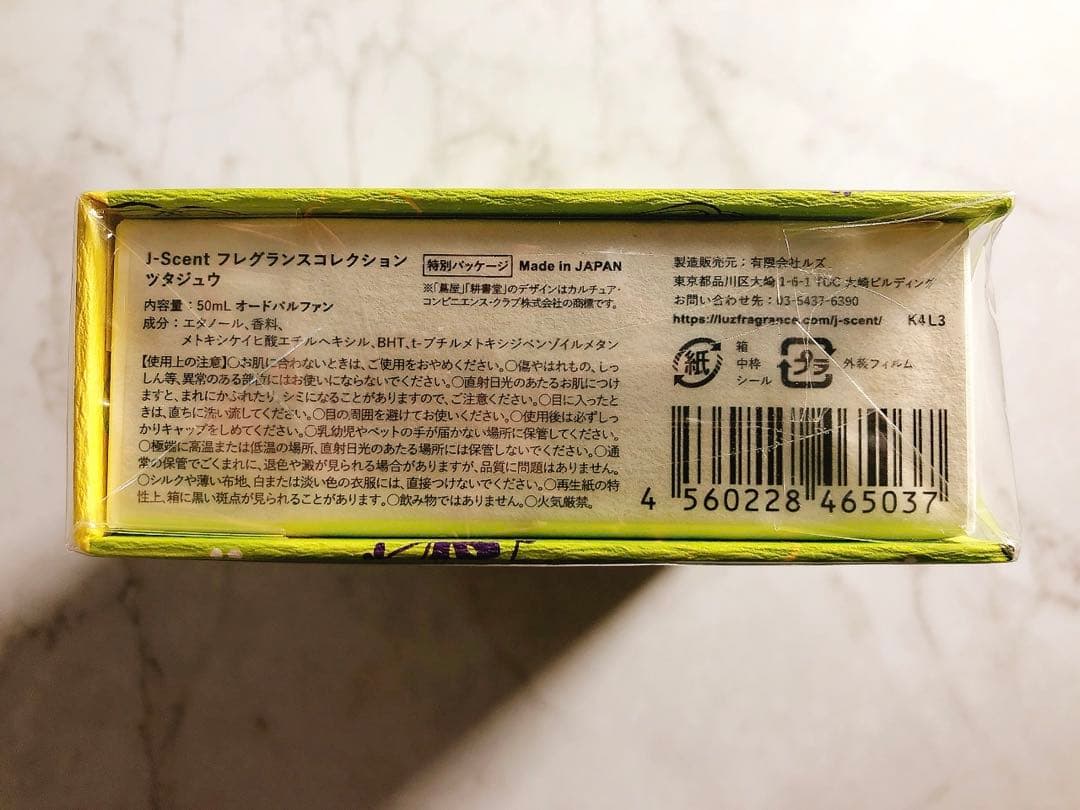 J-Scent フレグランスコレクション
ツタジュウ
内容量：50mL オードパルファン
成分：エタノール、香料、
メトキシケイヒ酸エチルヘキシル、BHT、t-ブチルメトキシジベンゾイルメタン
特別パッケージ Made in JAPAN
※「蔦屋」「耕書堂」のデザインはカルチュア・
コンビニエンス・クラブ株式会社の商標です。
【使用上の注意】○お肌に合わないときは、ご使用をおやめください。○傷やはれもの、しっ
しん等、異常のある部位にはお使いにならないでください。○直射日光のあたるお肌につけ
ますと、まれにかぶれたり、シミになることがありますので、ご注意ください。○目に入ったと
きは、直ちに洗い流してください。○目の周囲を避けてお使いください。○使用後は必ずしっ
かりキャップをしめてください。○乳幼児やペットの手が届かない場所に保管してください。
○極端に高温または低温の場所、直射日光のあたる場所には保管しないでください。○通
常の保管でごくまれに、退色や澱が見られる場合がありますが、品質に問題はありません。
○シルクや薄い布地、白または淡い色の衣服には、直接つけないでください。○再生紙の特
性上、箱に黒い斑点が見られることがあります。○飲み物ではありません。○火気厳禁。
製造販売元：有限会社ルズ
東京都品川区大崎 1-6-1 TOC 大崎ビルディング
お問い合わせ先：03-5437-6390
https://luzfragrance.com/j-scent/ K4L3
紙 箱 中枠 シール
プラ 外装フィルム
4 560228 465037